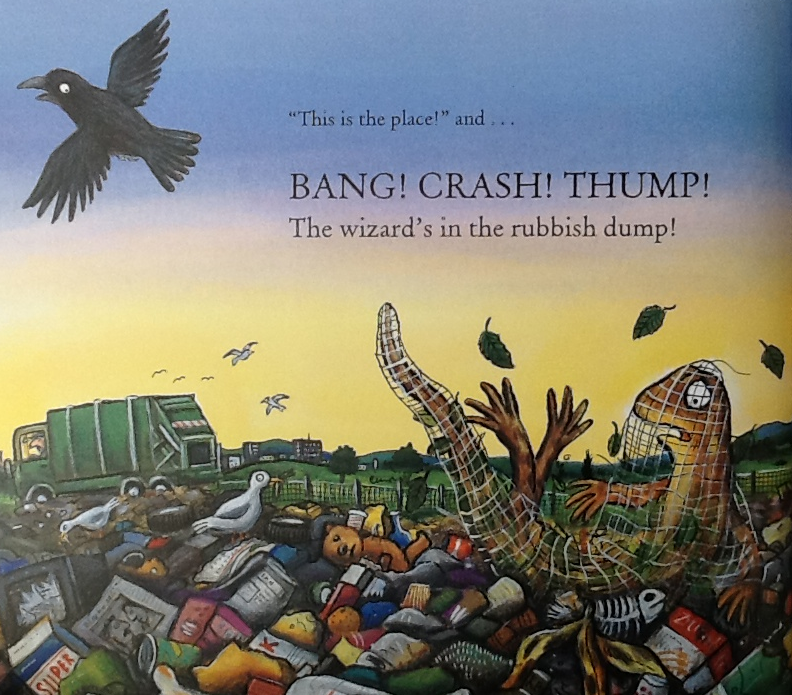 “This is the place!” and . . .
BANG! CRASH! THUMP!
The wizard’s in the rubbish dump!
SUPER